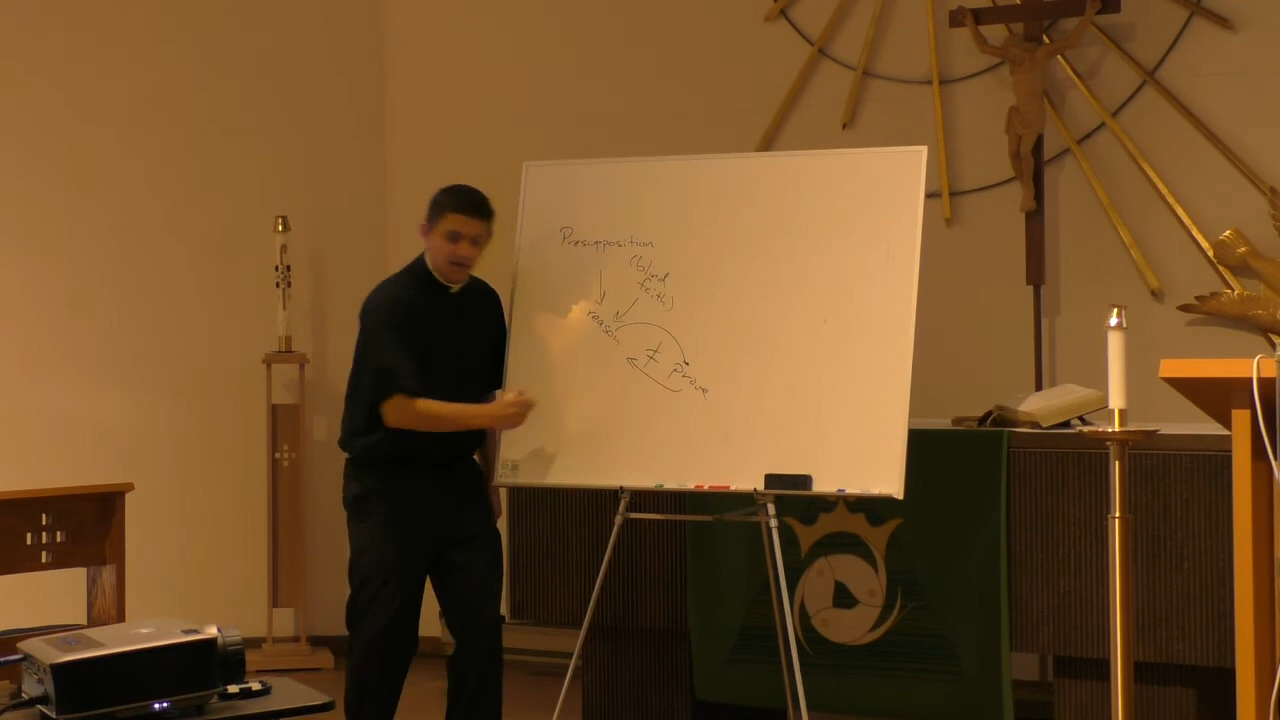 Presupposition
(blind
faith)
reason
≠ prove